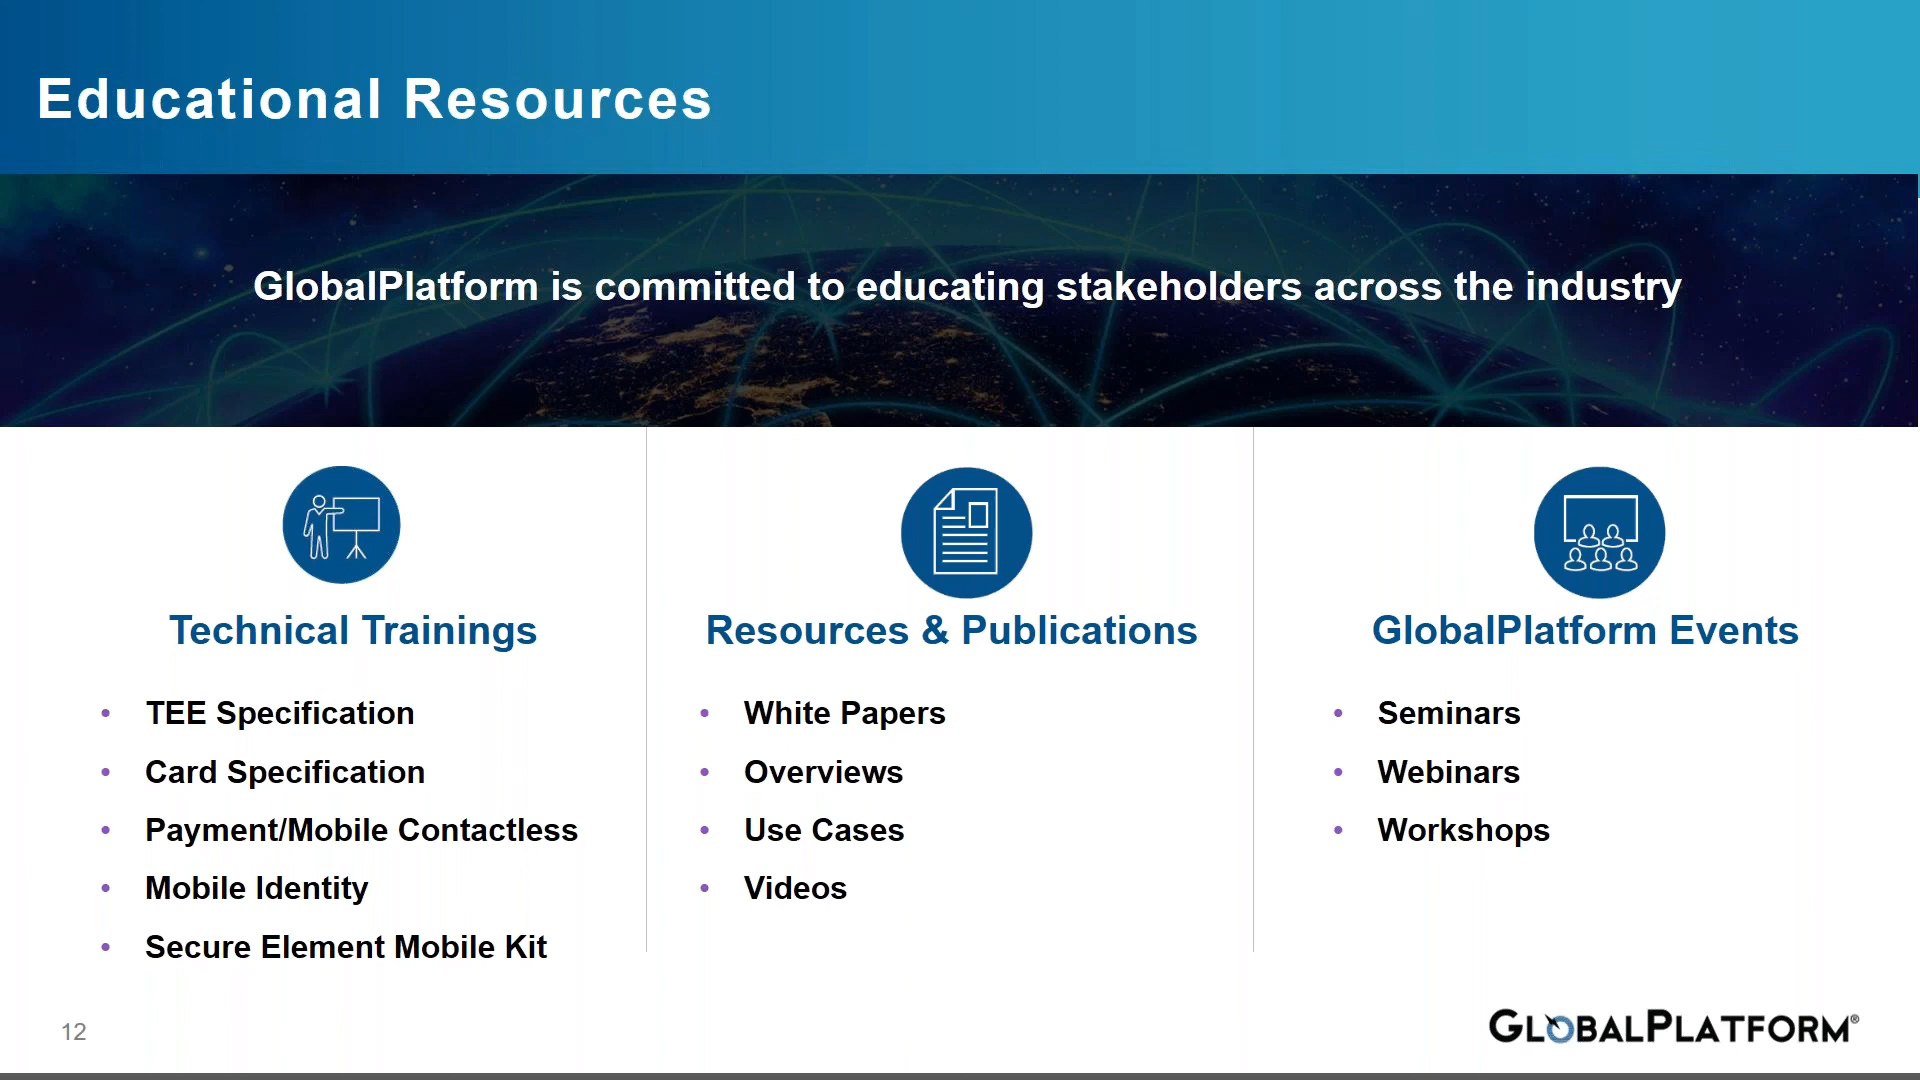 Educational Resources
GlobalPlatform is committed to educating stakeholders across the industry
Technical Trainings
• TEE Specification
• Card Specification
• Payment/Mobile Contactless
• Mobile Identity
• Secure Element Mobile Kit
Resources & Publications
• White Papers
• Overviews
• Use Cases
• Videos
GlobalPlatform Events
• Seminars
• Webinars
• Workshops
12
GLOBALPLATFORM®